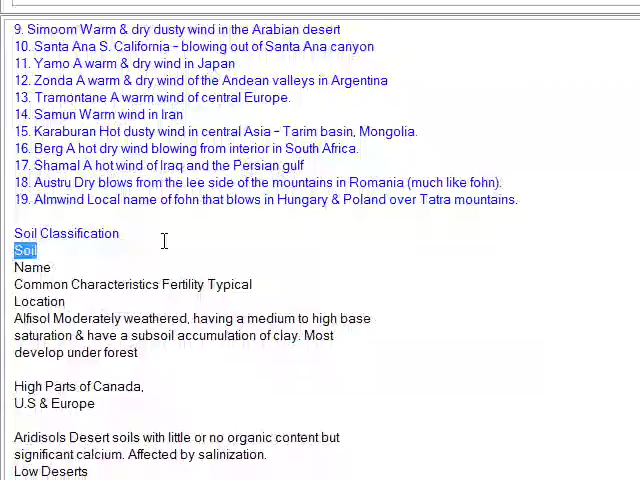 9. Simoom Warm & dry dusty wind in the Arabian desert
10. Santa Ana S. California – blowing out of Santa Ana canyon
11. Yamo A warm & dry wind in Japan
12. Zonda A warm & dry wind of the Andean valleys in Argentina
13. Tramontane A warm wind of central Europe.
14. Samun Warm wind in Iran
15. Karaburan Hot dusty wind in central Asia – Tarim basin, Mongolia.
16. Berg A hot dry wind blowing from interior in South Africa.
17. Shamal A hot wind of Iraq and the Persian gulf
18. Austru Dry blows from the lee side of the mountains in Romania (much like fohn).
19. Almwind Local name of fohn that blows in Hungary & Poland over Tatra mountains.
Soil Classification
Soil
Name
Common Characteristics Fertility Typical
Location
Alfisol Moderately weathered, having a medium to high base
saturation & have a subsoil accumulation of clay. Most
develop under forest
High Parts of Canada,
U.S & Europe
Aridisols Desert soils with little or no organic content but
significant calcium. Affected by salinization.
Low Deserts